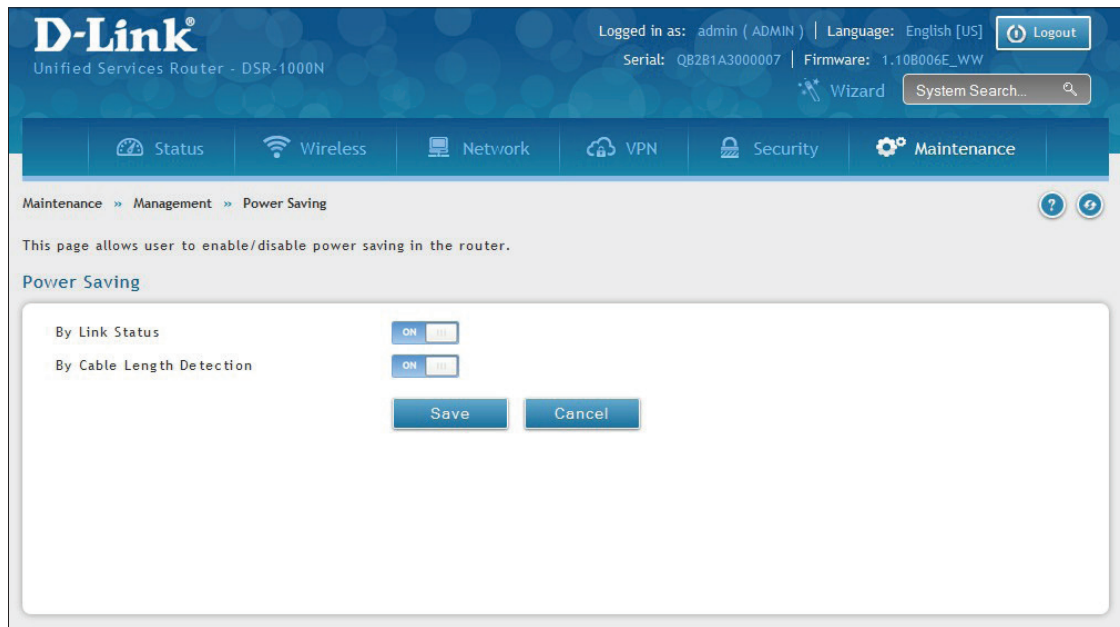 D-Link®
Unified Services Router - DSR-1000N
Logged in as: admin ( ADMIN ) | Language: English [US]
Logout
Serial: QB2B1A3000007 | Firmware: 1.10B006E_WW
Wizard
System Search...
Status
Wireless
Network
VPN
Security
Maintenance
Maintenance » Management » Power Saving
?
This page allows user to enable/disable power saving in the router.
Power Saving
By Link Status
ON
By Cable Length Detection
ON
Save
Cancel